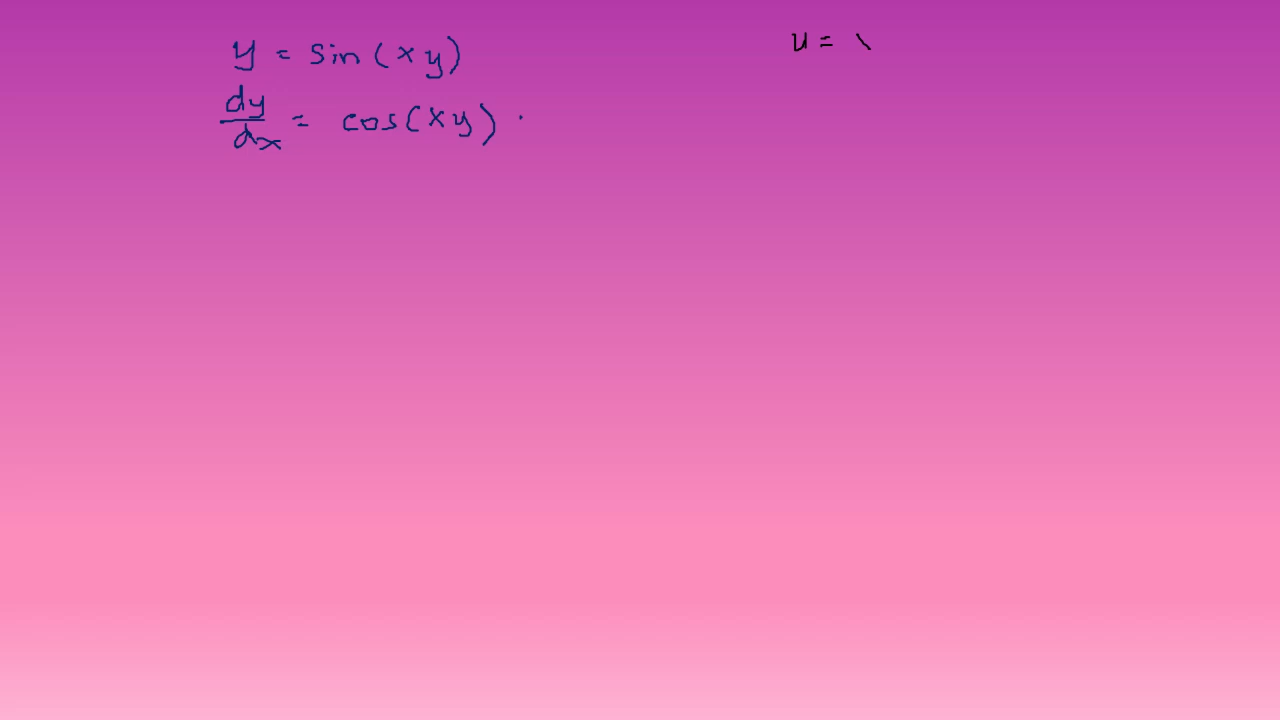 y = sin(xy)
dy/dx = cos(xy) ·
u =